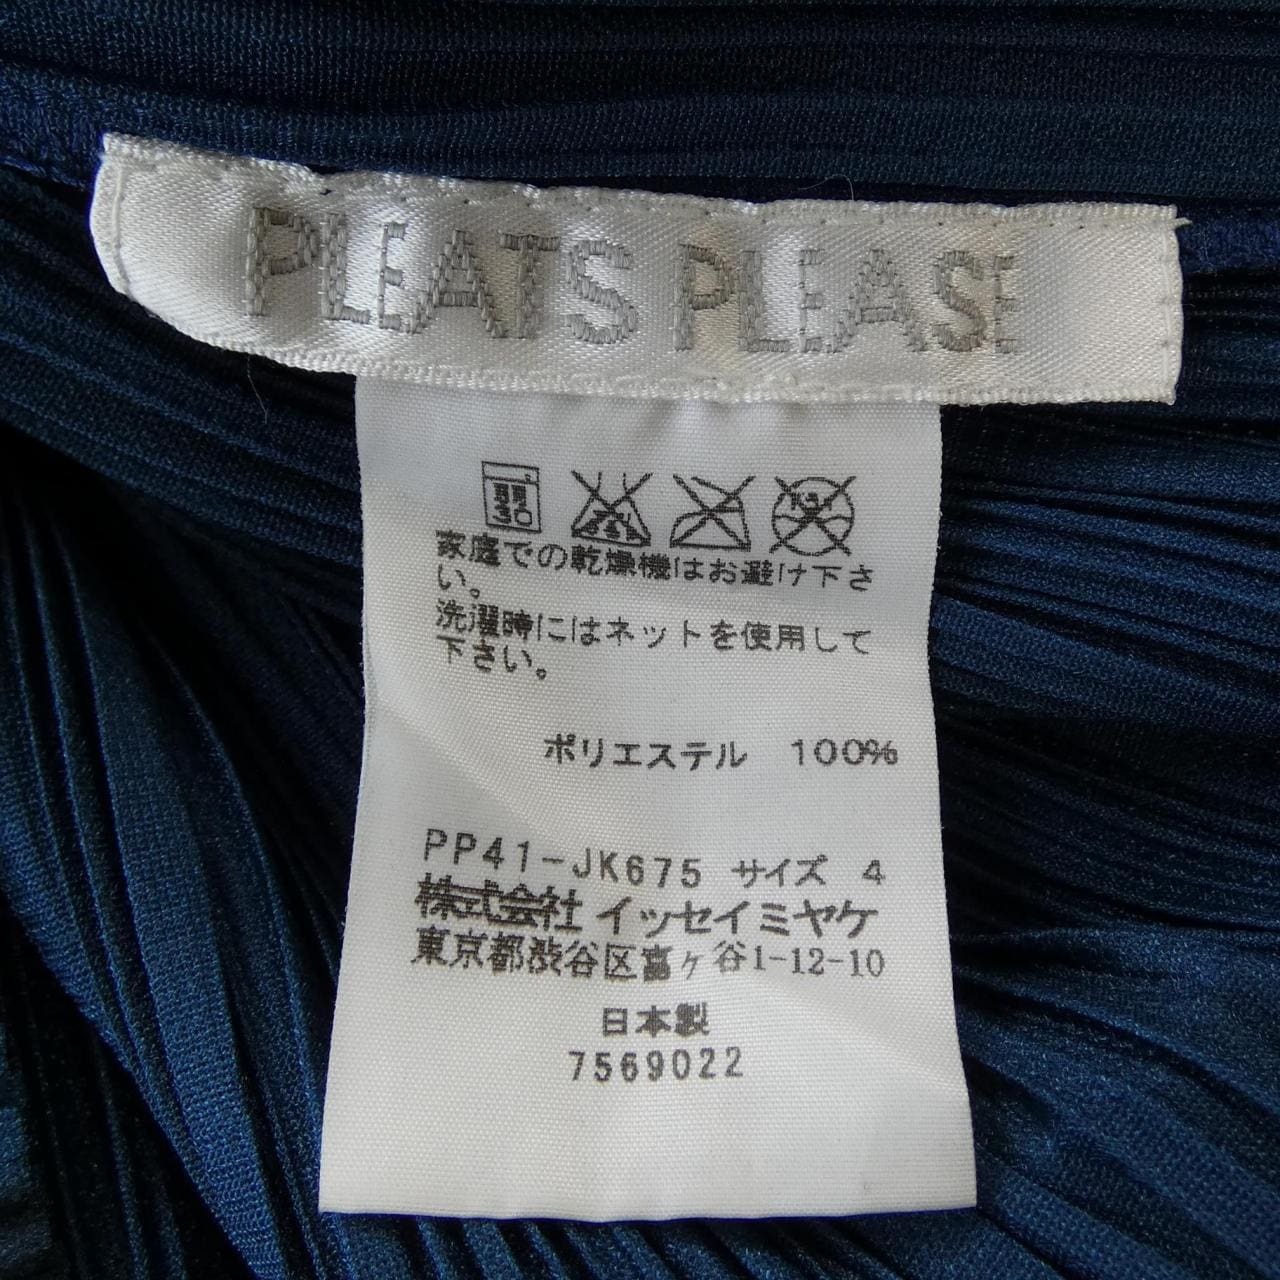 PLEATS PLEASE
弱 30
家庭での乾燥機はお避け下さ
い。
洗濯時にはネットを使用して
下さい。
ポリエステル 100%
PP41-JK675 サイズ 4
株式会社 イッセイミヤケ
東京都渋谷区富ヶ谷1-12-10
日本製
7569022